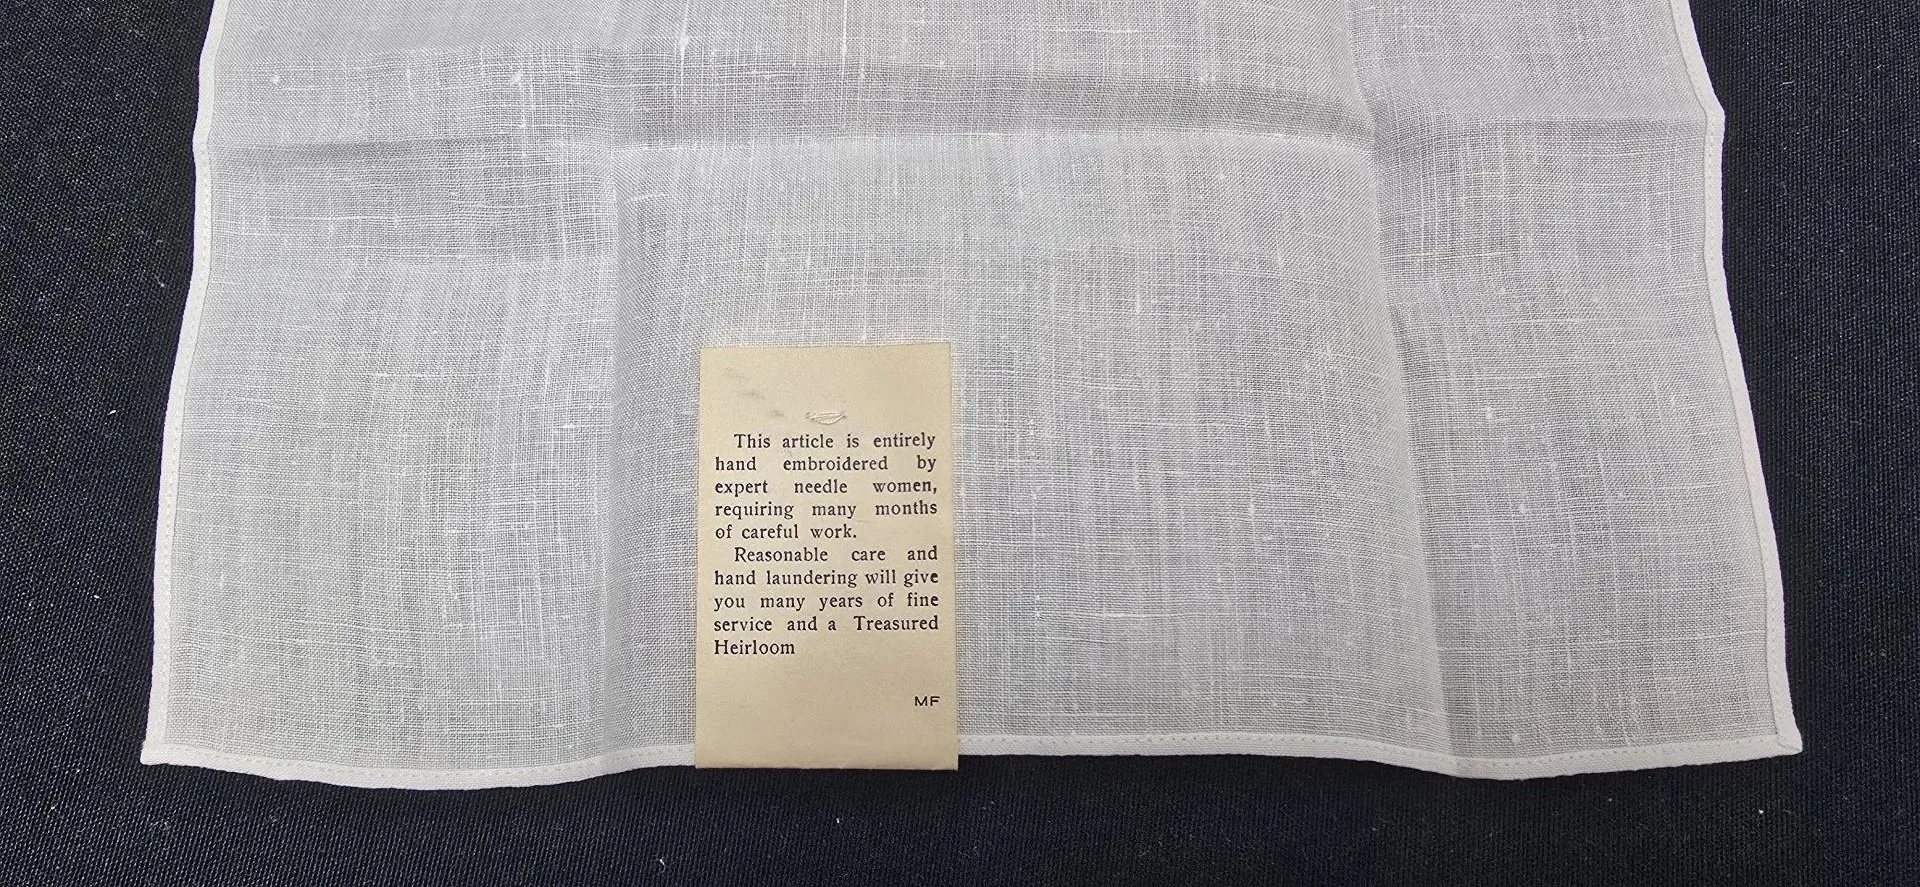 This article is entirely
hand embroidered by
expert needle women,
requiring many months
of careful work.
Reasonable care and
hand laundering will give
you many years of fine
service and a Treasured
Heirloom
MF